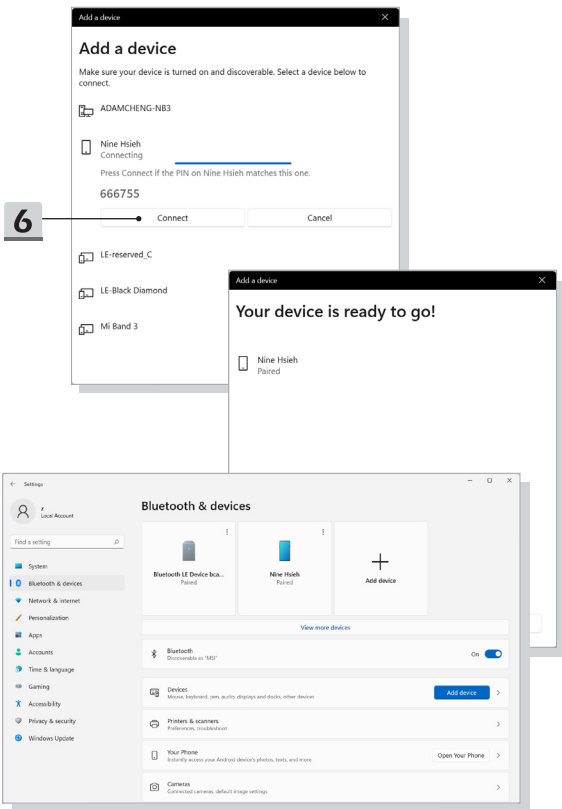 Add a device
Add a device
Make sure your device is turned on and discoverable. Select a device below to
connect.
ADAMCHENG-NB3
Nine Hsieh
Connecting
Press Connect if the PIN on Nine Hsieh matches this one.
666755
6
Connect
Cancel
LE-reserved_C
LE-Black Diamond
Mi Band 3
Add a device
Your device is ready to go!
Nine Hsieh
Paired
Settings
z
Local Account
Find a setting
System
Bluetooth & devices
Network & internet
Personalization
Apps
Accounts
Time & language
Gaming
Accessibility
Privacy & security
Windows Update
Bluetooth & devices
Bluetooth LE Device bca...
Paired
Nine Hsieh
Paired
Add device
View more devices
Bluetooth
Discoverable as "MSI"
On
Devices
Mouse, keyboard, pen, audio, displays and docks, other devices
Add device
Printers & scanners
Preferences, troubleshoot
Your Phone
Instantly access your Android device's photos, texts, and more
Open Your Phone
Cameras
Connected cameras, default image settings